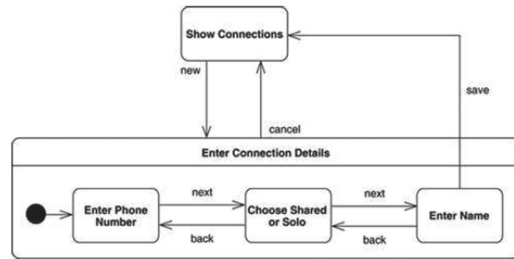 Show Connections
new
save
cancel
Enter Connection Details
next
next
Enter Phone
Number
Choose Shared
or Solo
Enter Name
back
back